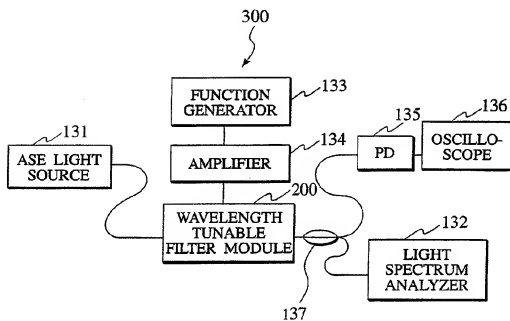 300
FUNCTION
GENERATOR
133
131
ASE LIGHT
SOURCE
AMPLIFIER
134
135
PD
136
OSCILLO-
SCOPE
200
WAVELENGTH
TUNABLE
FILTER MODULE
137
132
LIGHT
SPECTRUM
ANALYZER